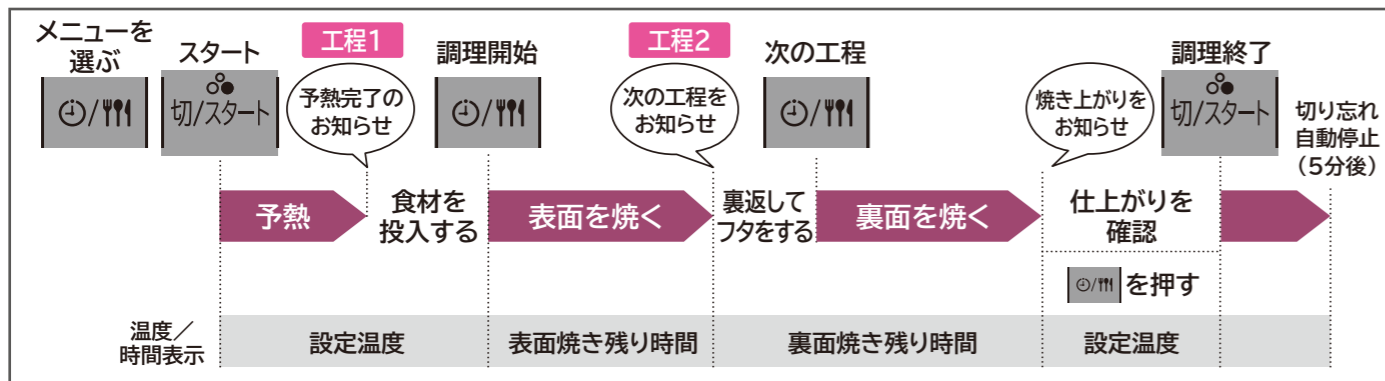 メニューを
選ぶ
スタート
切/スタート
工程1
予熱完了の
お知らせ
調理開始
工程2
次の工程を
お知らせ
次の工程
焼き上がりを
お知らせ
調理終了
切/スタート
切り忘れ
自動停止
(5分後)
予熱
食材を
投入する
表面を焼く
裏返して
フタをする
裏面を焼く
仕上がりを
確認
を押す
温度/
時間表示
設定温度
表面焼き残り時間
裏面焼き残り時間
設定温度